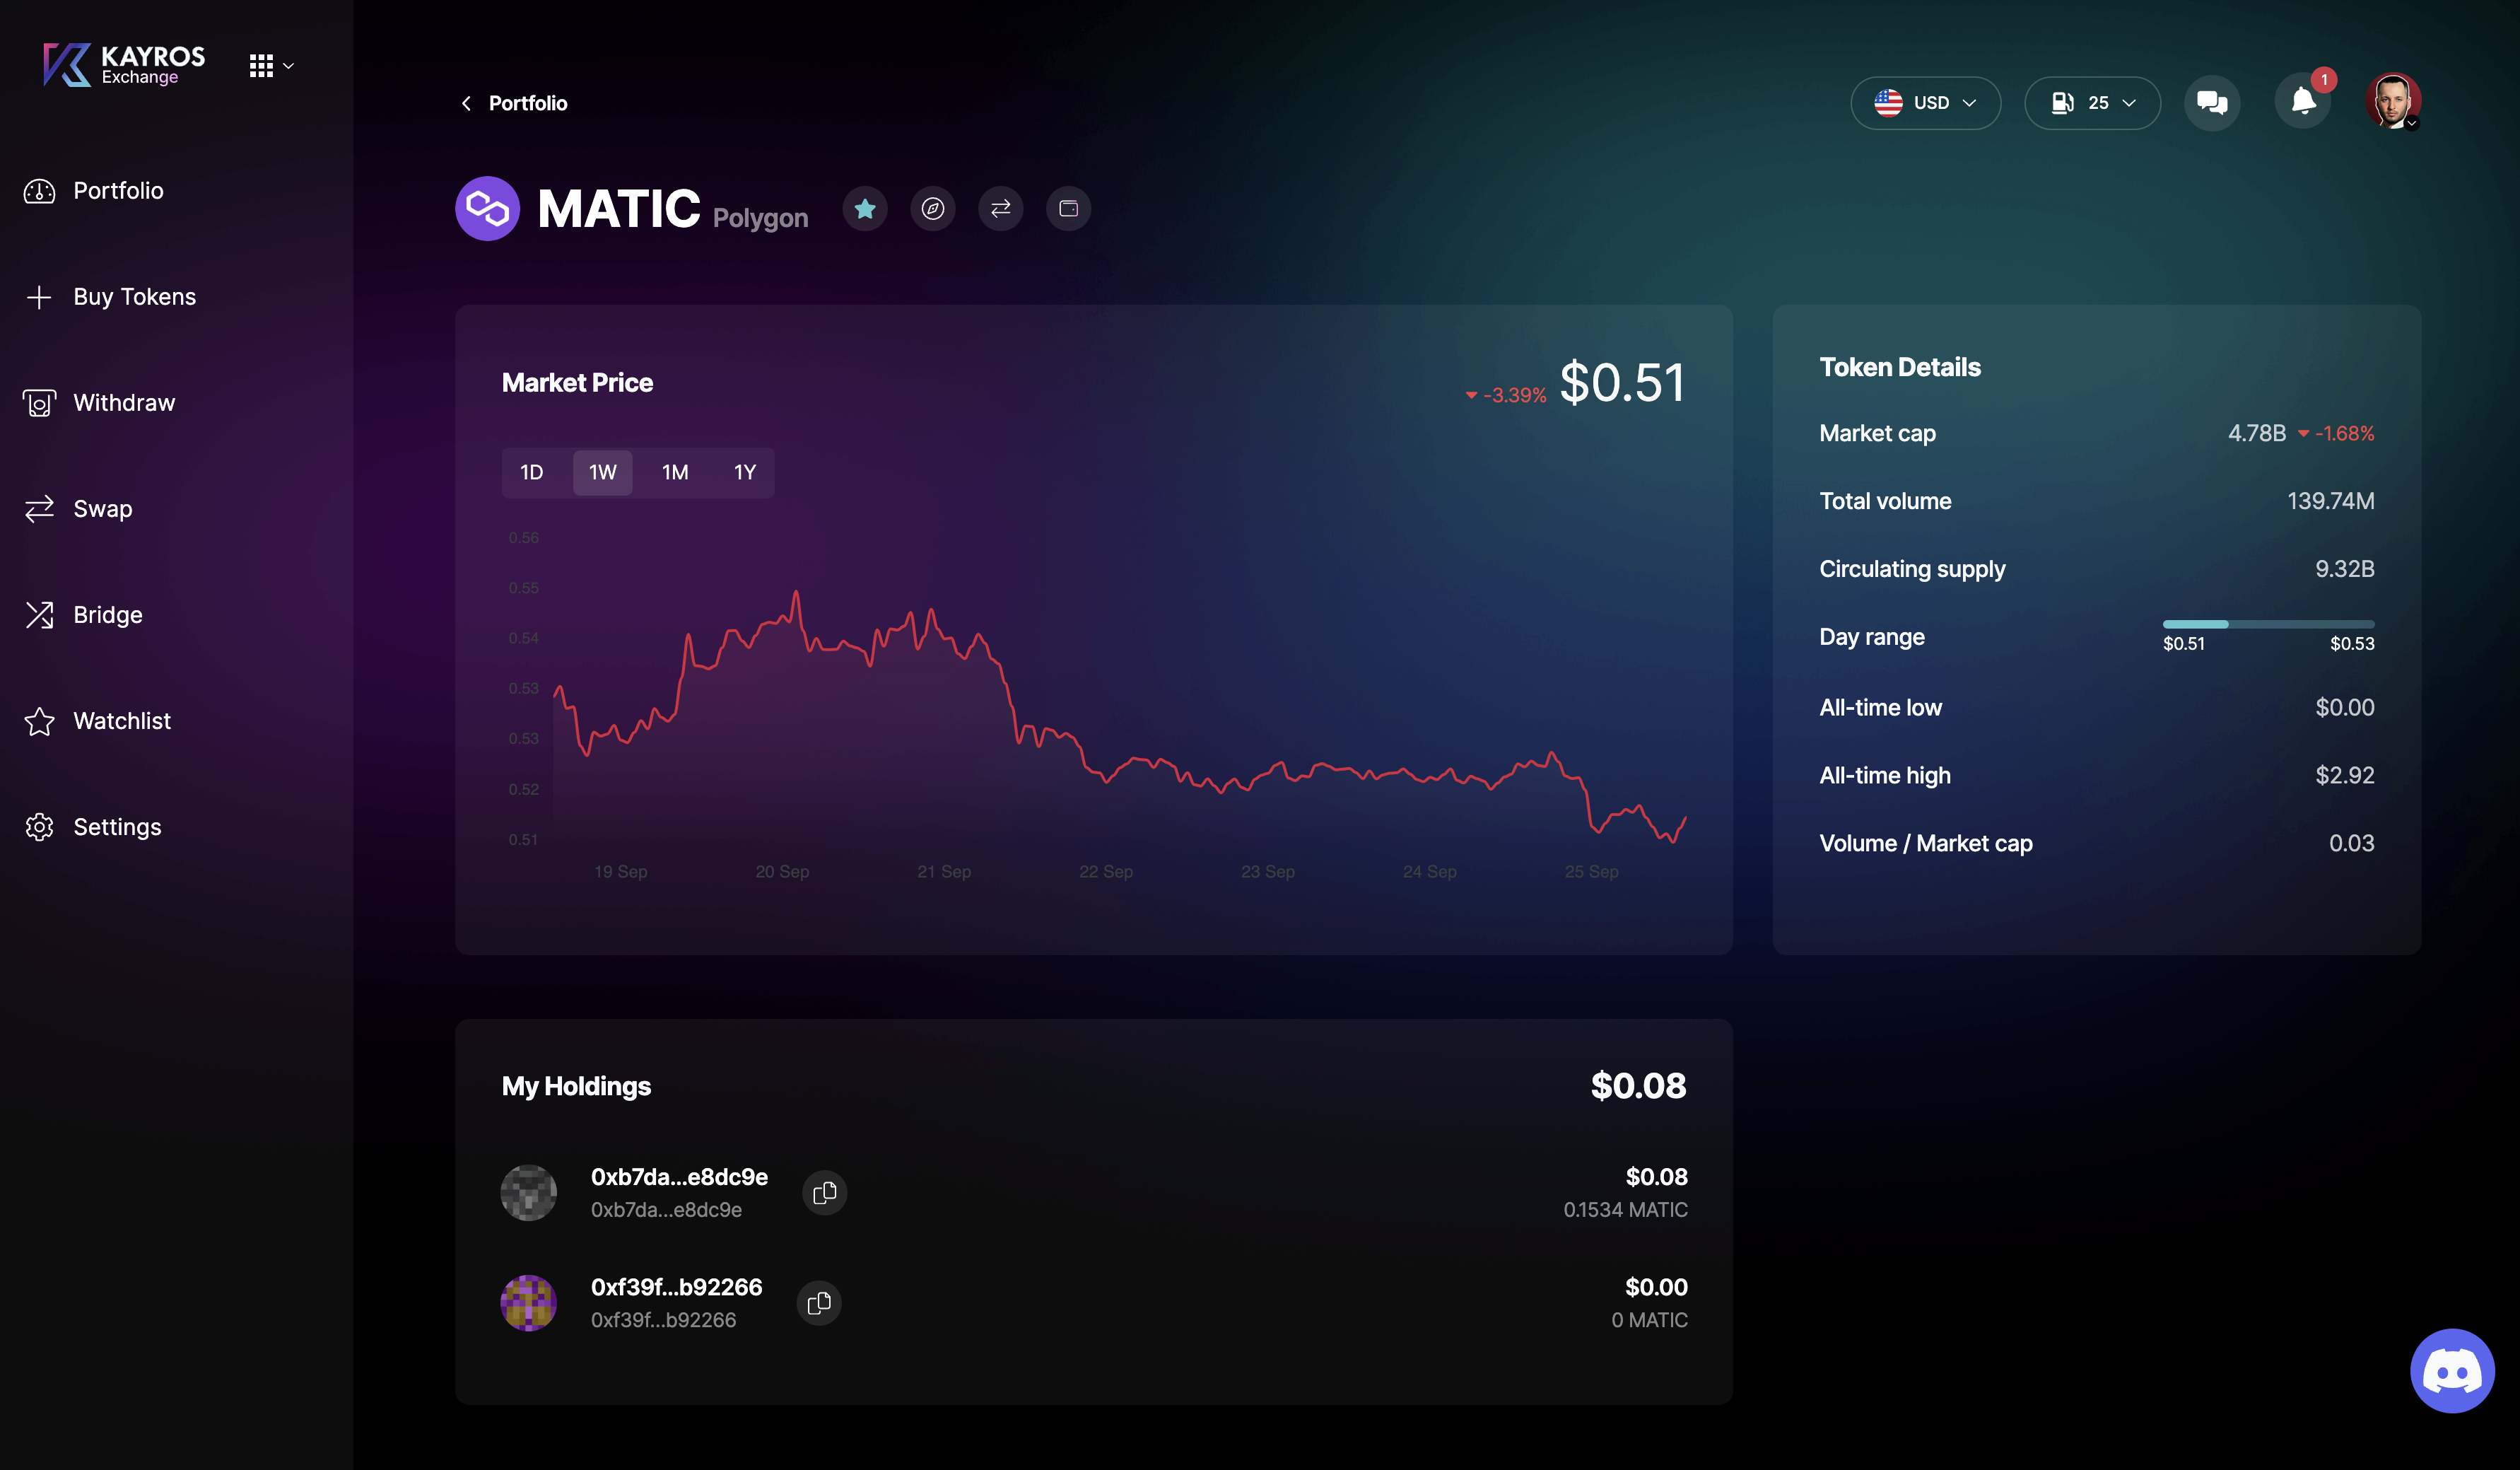 KAYROS
Exchange
Portfolio
Buy Tokens
Withdraw
Swap
Bridge
Watchlist
Settings
Portfolio
USD
25
1
MATIC Polygon
Market Price
-3.39% $0.51
1D 1W 1M 1Y
0.56
0.55
0.54
0.53
0.53
0.52
0.51
19 Sep 20 Sep 21 Sep 22 Sep 23 Sep 24 Sep 25 Sep
Token Details
Market cap 4.78B -1.68%
Total volume 139.74M
Circulating supply 9.32B
Day range $0.51 $0.53
All-time low $0.00
All-time high $2.92
Volume / Market cap 0.03
My Holdings $0.08
0xb7da...e8dc9e $0.08
0xb7da...e8dc9e 0.1534 MATIC
0xf39f...b92266 $0.00
0xf39f...b92266 0 MATIC